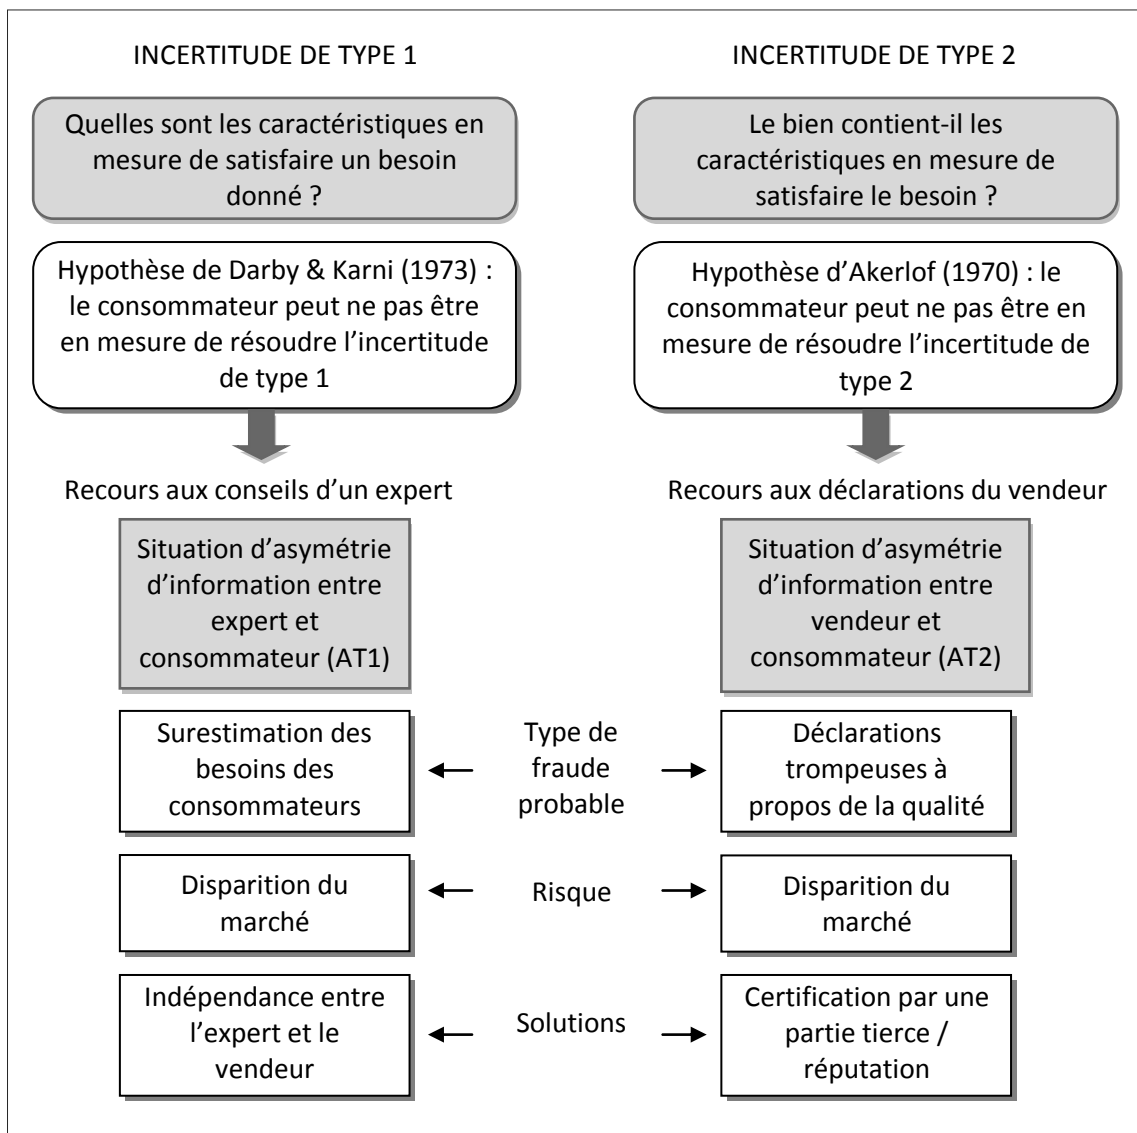 INCERTITUDE DE TYPE 1
INCERTITUDE DE TYPE 2
Quelles sont les caractéristiques en
mesure de satisfaire un besoin
donné ?
Le bien contient-il les
caractéristiques en mesure de
satisfaire le besoin ?
Hypothèse de Darby & Karni (1973) :
le consommateur peut ne pas être
en mesure de résoudre l’incertitude
de type 1
Hypothèse d’Akerlof (1970) : le
consommateur peut ne pas être en
mesure de résoudre l’incertitude de
type 2
Recours aux conseils d’un expert
Recours aux déclarations du vendeur
Situation d’asymétrie
d’information entre
expert et
consommateur (AT1)
Situation d’asymétrie
d’information entre
vendeur et
consommateur (AT2)
Surestimation des
besoins des
consommateurs
Type de
fraude
probable
Déclarations
trompeuses à
propos de la qualité
Disparition du
marché
Risque
Disparition du
marché
Indépendance entre
l’expert et le
vendeur
Solutions
Certification par une
partie tierce /
réputation